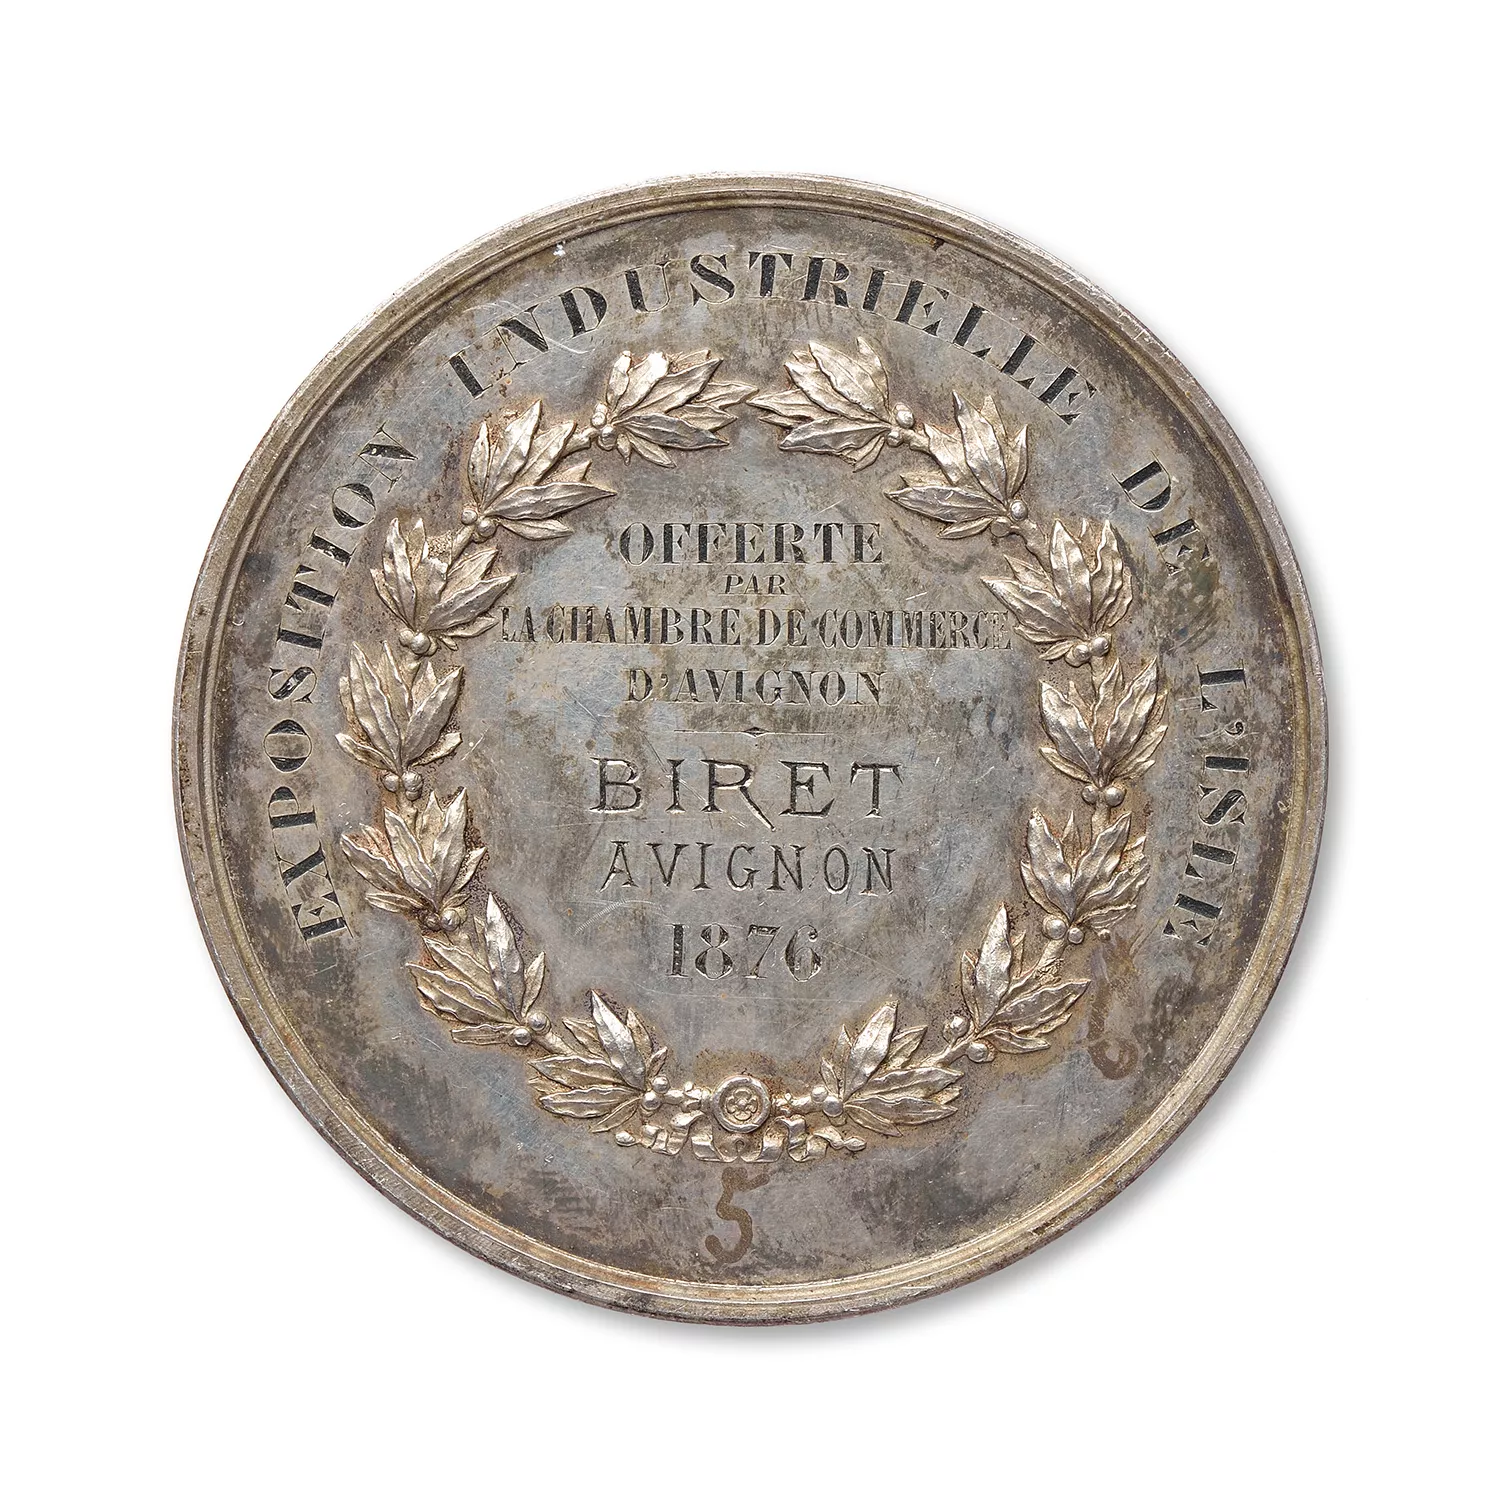 EXPOSITION INDUSTRIELLE DE L'ISLE
OFFERTE
PAR
LA CHAMBRE DE COMMERCE
D'AVIGNON
BIRET
AVIGNON
1876
5